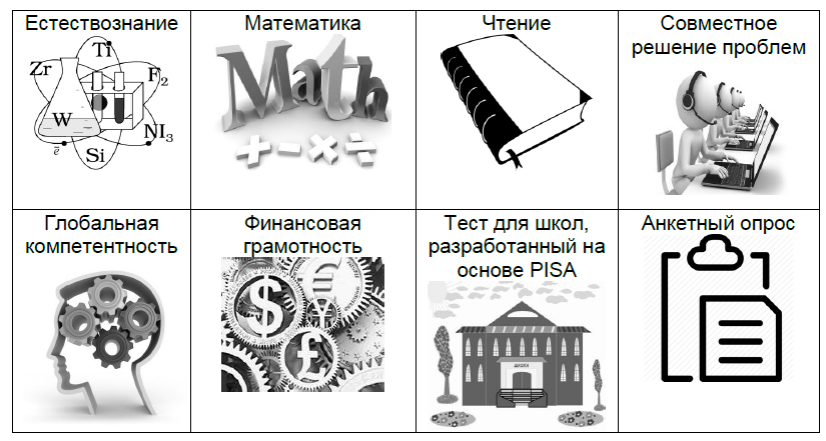 Естествознание
Ti
Zr
F2
W
NI3
Si
ē
Математика
Math
+ − × ÷
Чтение
Совместное
решение проблем
Глобальная
компетентность
Финансовая
грамотность
$
€
¥
£
Тест для школ,
разработанный на
основе PISA
Анкетный опрос